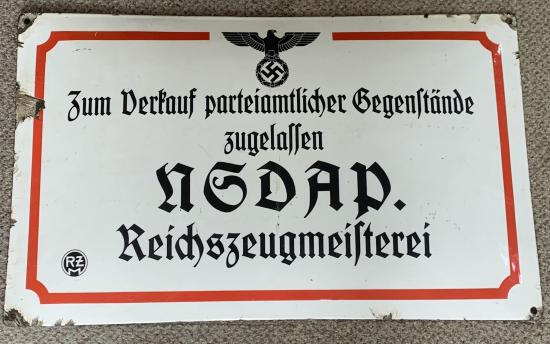 Zum Verkauf parteiamtlicher Gegenstände
zugelassen
NSDAP.
Reichszeugmeisterei
RZM